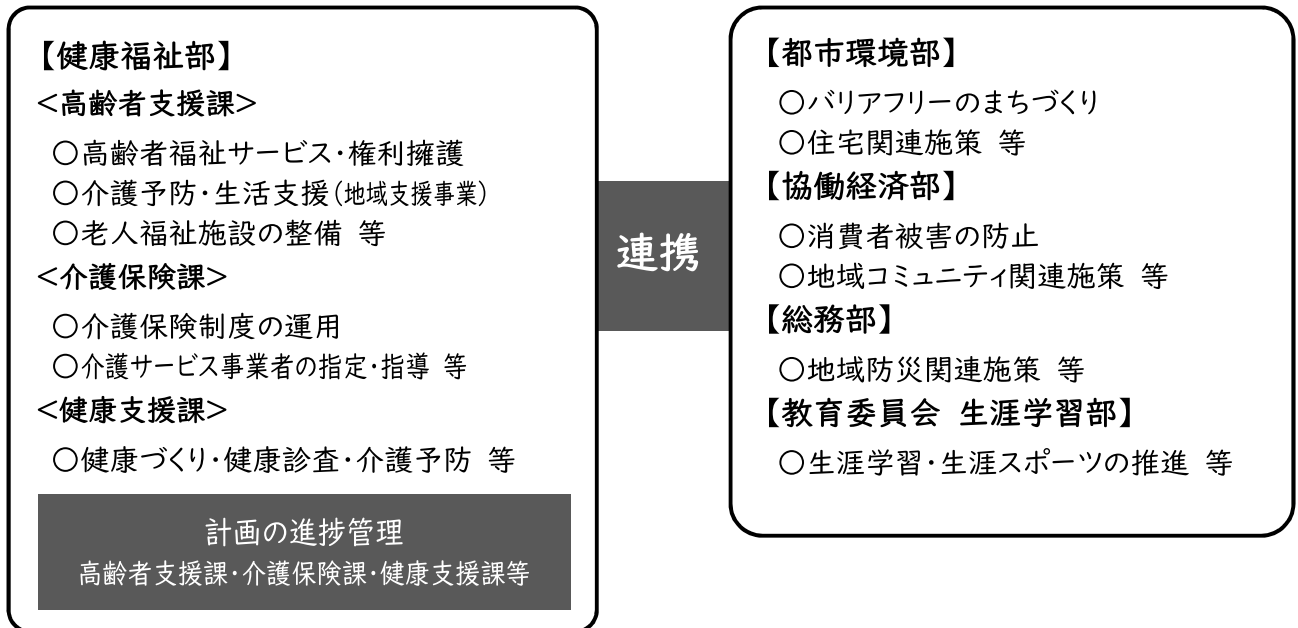 【健康福祉部】
<高齢者支援課>
○高齢者福祉サービス・権利擁護
○介護予防・生活支援(地域支援事業)
○老人福祉施設の整備 等
<介護保険課>
○介護保険制度の運用
○介護サービス事業者の指定・指導 等
<健康支援課>
○健康づくり・健康診査・介護予防 等
計画の進捗管理
高齢者支援課・介護保険課・健康支援課等
連携
【都市環境部】
○バリアフリーのまちづくり
○住宅関連施策 等
【協働経済部】
○消費者被害の防止
○地域コミュニティ関連施策 等
【総務部】
○地域防災関連施策 等
【教育委員会 生涯学習部】
○生涯学習・生涯スポーツの推進 等